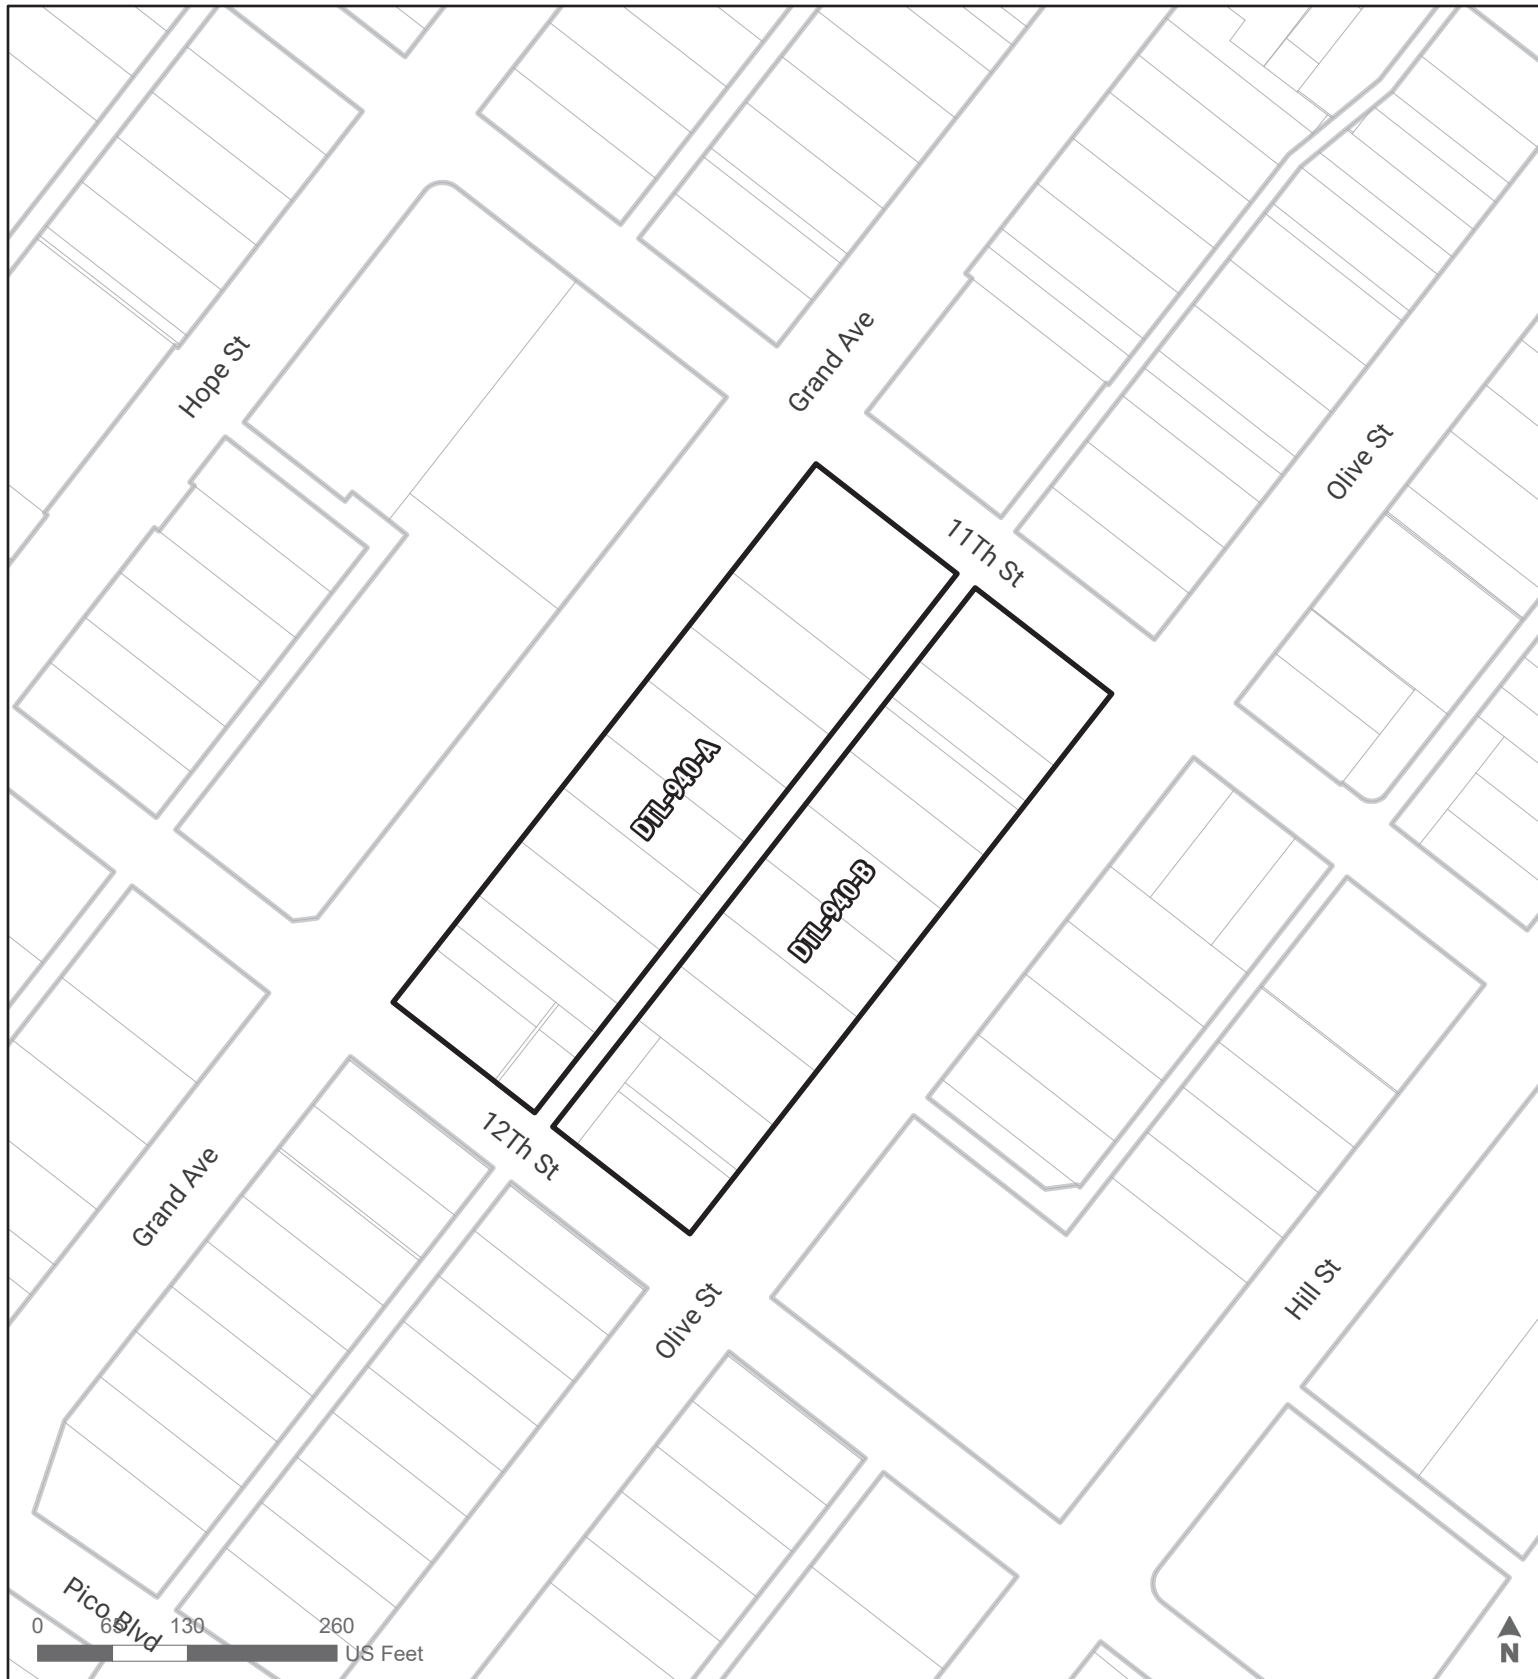 Grand Ave
Hope St
Olive St
11Th St
DTL-940-A
DTL-940-B
12Th St
Grand Ave
Olive St
Hill St
Pico Blvd
0 65 130 260
US Feet
N